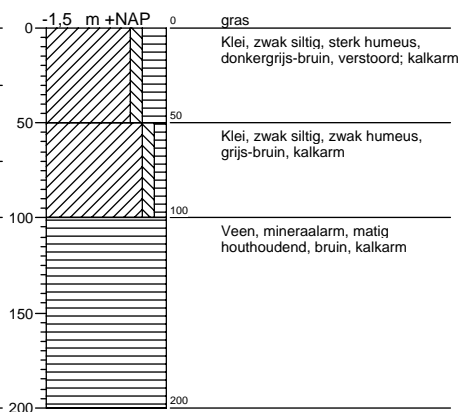 -1,5 m +NAP
0 0 gras
Klei, zwak siltig, sterk humeus,
donkergrijs-bruin, verstoord; kalkarm
50 50
Klei, zwak siltig, zwak humeus,
grijs-bruin, kalkarm
100 100
Veen, mineraalarm, matig
houthoudend, bruin, kalkarm
150
200 200